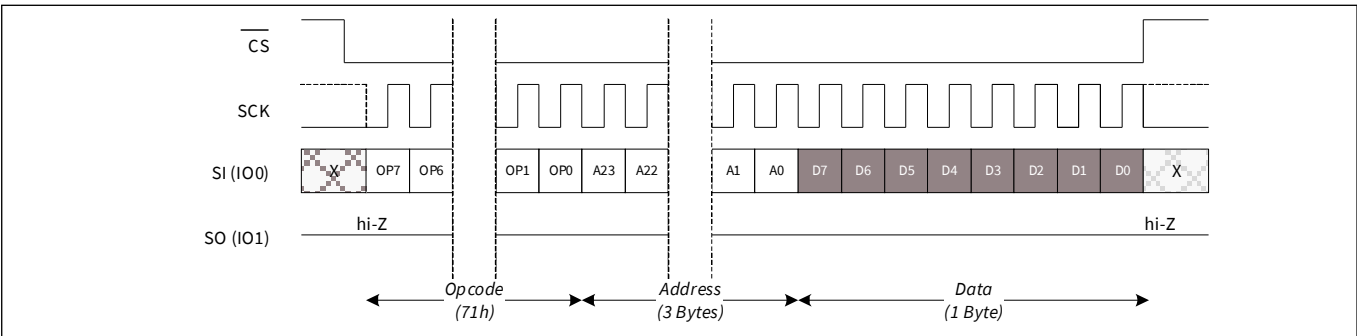 CS
SCK
SI (IO0) X OP7 OP6 OP1 OP0 A23 A22 A1 A0 D7 D6 D5 D4 D3 D2 D1 D0 X
hi-Z hi-Z
SO (IO1)
Opcode Address Data
(71h) (3 Bytes) (1 Byte)